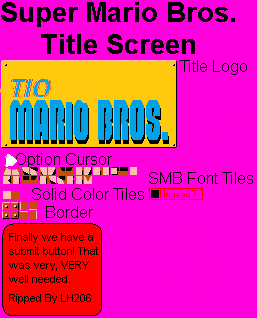 Super Mario Bros.
Title Screen
Title Logo
TIO
MARIO BROS.
Option Cursor
SMB Font Tiles
Solid Color Tiles
Unused?
Border
Finally we have a
submit button! That
was very, VERY
well needed.
Ripped By LH206